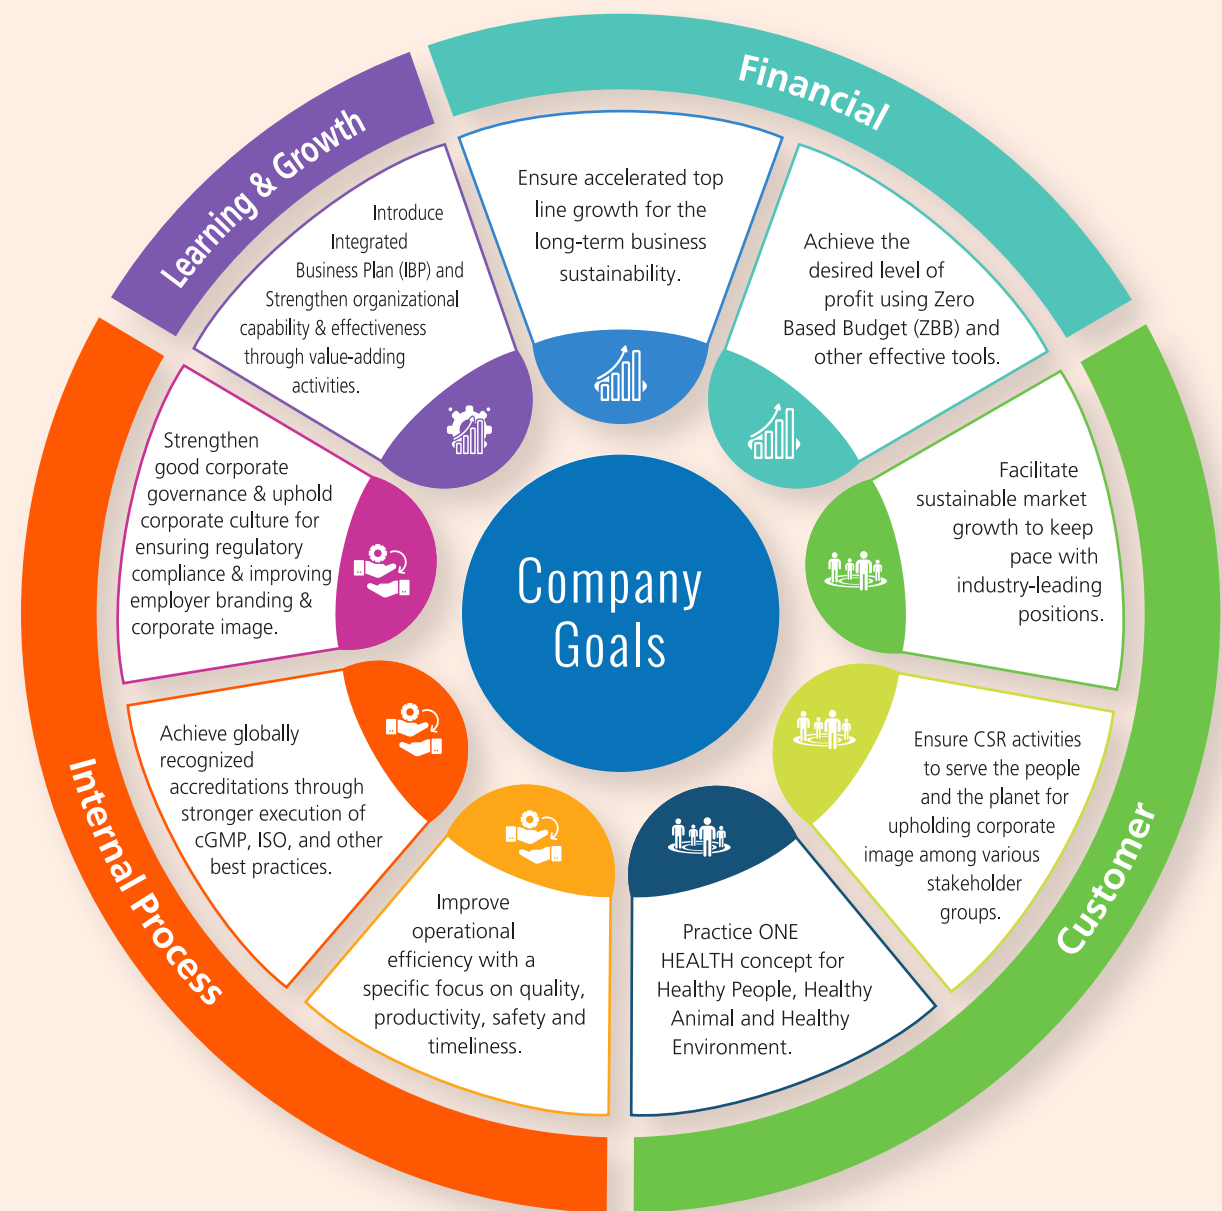 Company
Goals
Financial
Ensure accelerated top
line growth for the
long-term business
sustainability.
Achieve the
desired level of
profit using Zero
Based Budget (ZBB) and
other effective tools.
Customer
Facilitate
sustainable market
growth to keep
pace with
industry-leading
positions.
Ensure CSR activities
to serve the people
and the planet for
upholding corporate
image among various
stakeholder
groups.
Practice ONE
HEALTH concept for
Healthy People, Healthy
Animal and Healthy
Environment.
Internal Process
Improve
operational
efficiency with a
specific focus on quality,
productivity, safety and
timeliness.
Achieve globally
recognized
accreditations through
stronger execution of
cGMP, ISO, and other
best practices.
Strengthen
good corporate
governance & uphold
corporate culture for
ensuring regulatory
compliance & improving
employer branding &
corporate image.
Learning & Growth
Introduce
Integrated
Business Plan (IBP) and
Strengthen organizational
capability & effectiveness
through value-adding
activities.